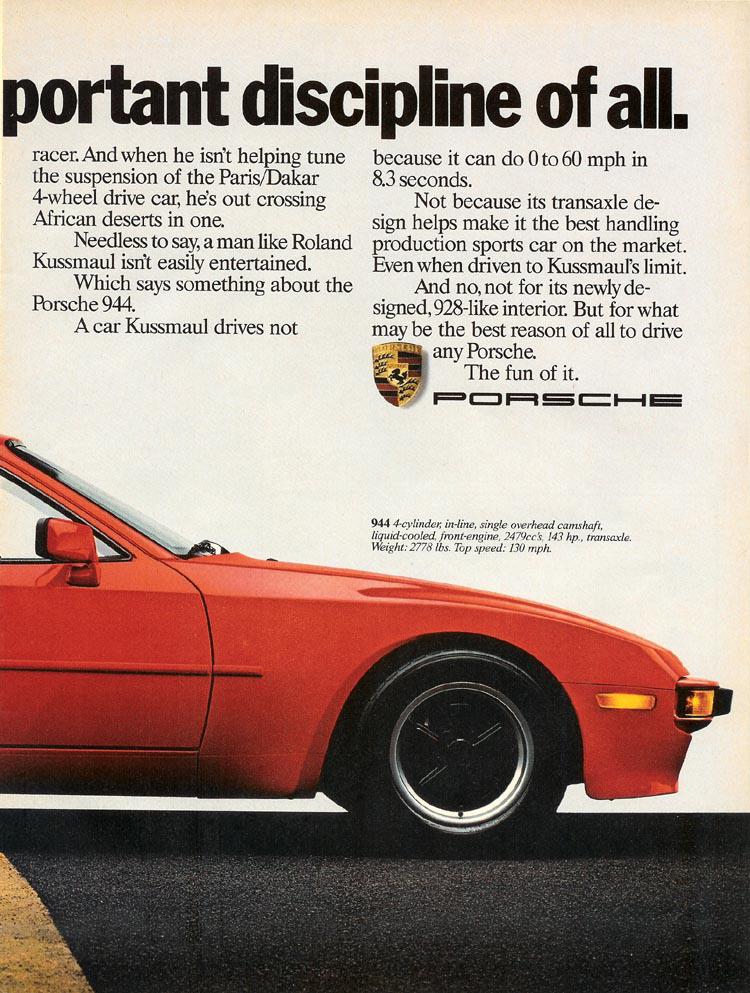 portant discipline of all.
racer. And when he isn't helping tune
the suspension of the Paris/Dakar
4-wheel drive car, he's out crossing
African deserts in one.
Needless to say, a man like Roland
Kussmaul isn't easily entertained.
Which says something about the
Porsche 944.
A car Kussmaul drives not
because it can do 0 to 60 mph in
8.3 seconds.
Not because its transaxle de-
sign helps make it the best handling
production sports car on the market.
Even when driven to Kussmaul's limit.
And no, not for its newly de-
signed, 928-like interior. But for what
may be the best reason of all to drive
any Porsche.
The fun of it.
PORSCHE
944 4-cylinder, in-line, single overhead camshaft,
liquid-cooled, front-engine, 2479cc's, 143 hp., transaxle.
Weight: 2778 lbs. Top speed: 130 mph.